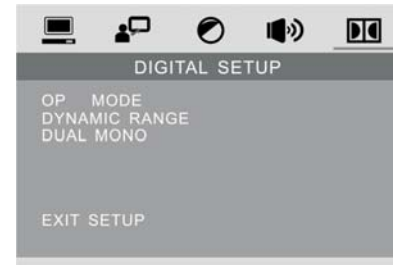 DIGITAL SETUP
OP MODE
DYNAMIC RANGE
DUAL MONO
EXIT SETUP